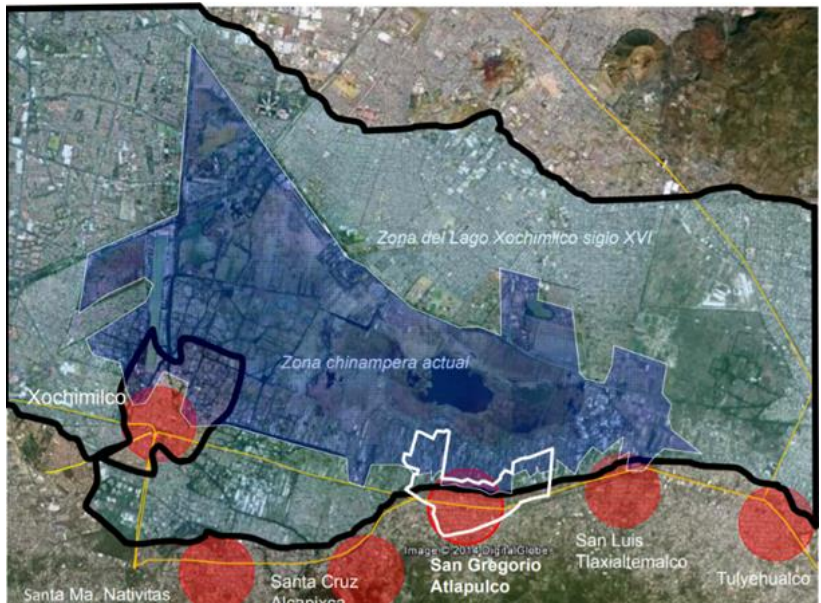 Zona del Lago Xochimlico siglo XVI
Zona chinampera actual
Xochimilco
Image © 2014 DigitalGlobe
San Gregorio
Atlapulco
San Luis
Tlaxialtemalco
Tulyehualco
Santa Cruz
Santa Ma. Nativitas